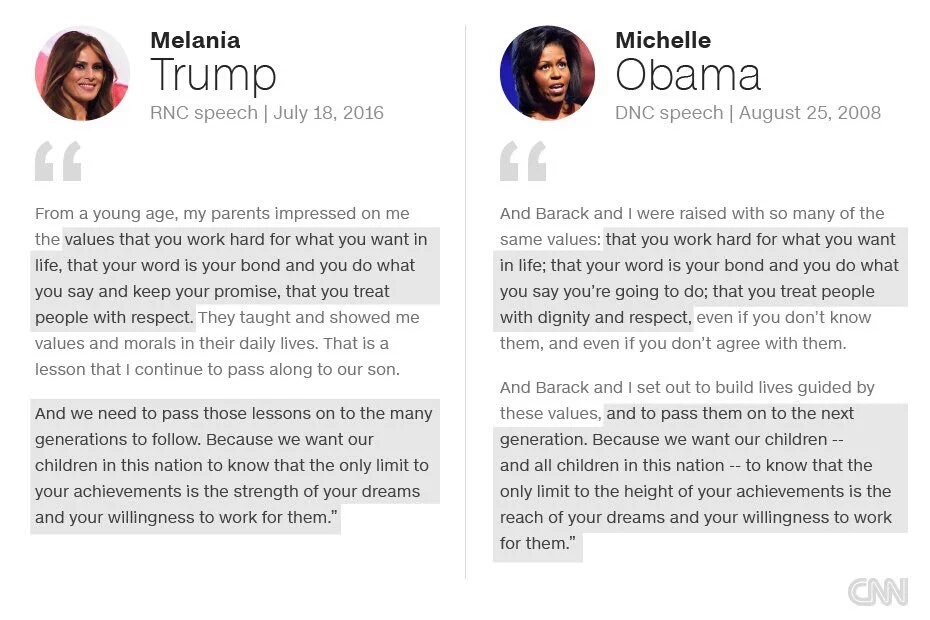 Melania
Trump
RNC speech | July 18, 2016
“
From a young age, my parents impressed on me
the values that you work hard for what you want in
life, that your word is your bond and you do what
you say and keep your promise, that you treat
people with respect. They taught and showed me
values and morals in their daily lives. That is a
lesson that I continue to pass along to our son.
And we need to pass those lessons on to the many
generations to follow. Because we want our
children in this nation to know that the only limit to
your achievements is the strength of your dreams
and your willingness to work for them.”
Michelle
Obama
DNC speech | August 25, 2008
“
And Barack and I were raised with so many of the
same values: that you work hard for what you want
in life; that your word is your bond and you do what
you say you’re going to do; that you treat people
with dignity and respect, even if you don’t know
them, and even if you don’t agree with them.
And Barack and I set out to build lives guided by
these values, and to pass them on to the next
generation. Because we want our children --
and all children in this nation -- to know that the
only limit to the height of your achievements is the
reach of your dreams and your willingness to work
for them.”
CNN